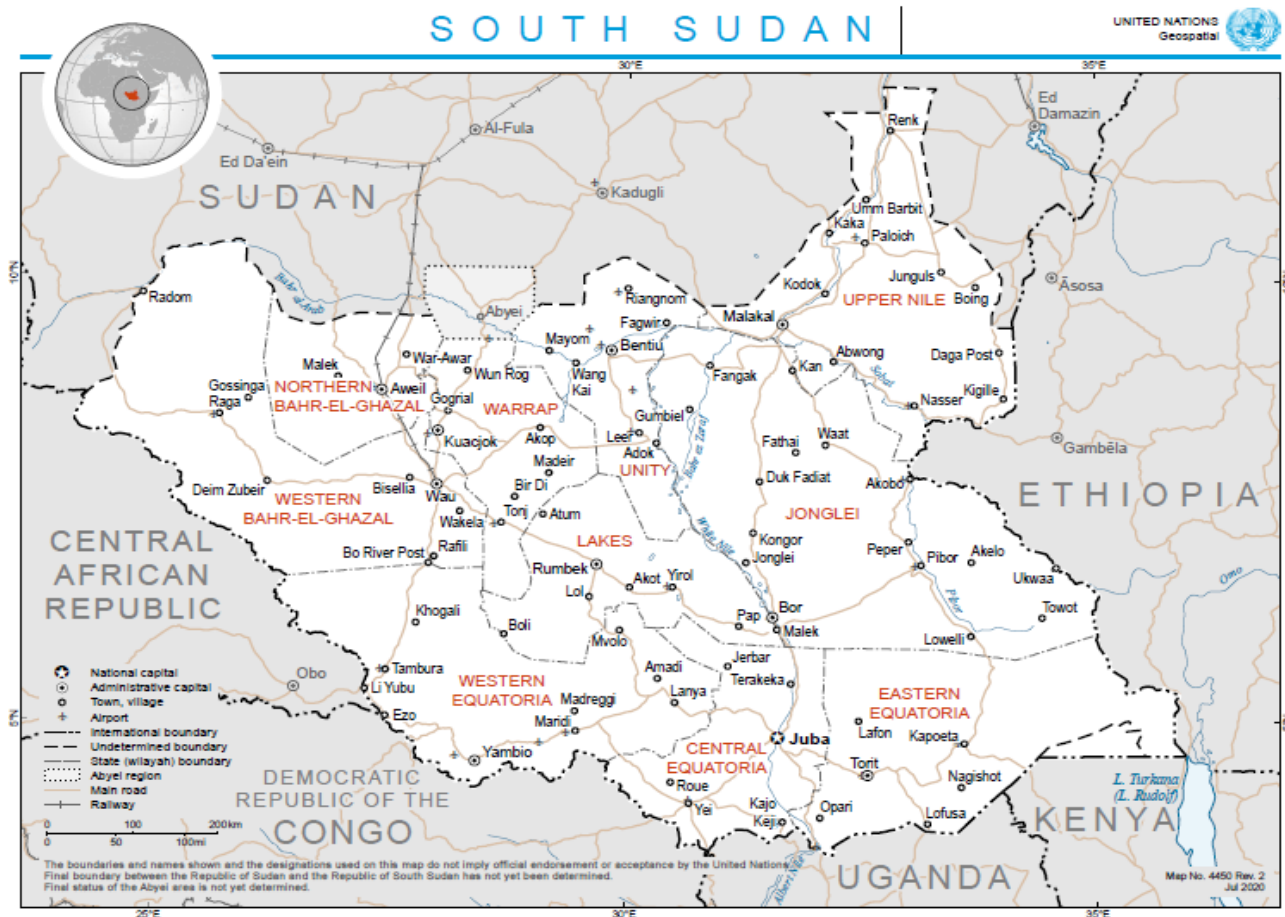 SOUTH SUDAN
UNITED NATIONS
Geospatial
30°E
35°E
Ed Damazin
Renk
Al-Fula
Ed Da'ein
SUDAN
Kadugli
Umm Barbit
Kaka
Paloich
10°N
Bahr el-Arab
Junguls
Āsosa
Radom
Riangnom
Kodok
UPPER NILE
Boing
Abyei
Fagwir
Malakal
Mayom
Bentiu
War-Awar
Malek
Abwong
Daga Post
Wun Rog
Wang Kai
Fangak
Kan
Sobat
Gossinga
NORTHERN
BAHR-EL-GHAZAL
Aweil
Kigille
Raga
Gogrial
WARRAP
Gumbiel
Nasser
Bahr ez Zeraf
Kuacjok
Akop
Leer
Adok
Fathai
Waat
Gambēla
Madeir
UNITY
Deim Zubeir
Bisellia
Wau
Bir Di
Duk Fadiat
Akobo
ETHIOPIA
WESTERN
BAHR-EL-GHAZAL
Wakela
Tonj
Atum
JONGLEI
White Nile
CENTRAL
AFRICAN
REPUBLIC
Bo River Post
Rafili
LAKES
Kongor
Jonglei
Peper
Pibor
Akelo
Rumbek
Ukwaa
Omo
Akot
Yirol
Lol
Pibor
Khogali
Boli
Pap
Bor
Malek
Towot
Mvolo
Lowelli
Tambura
Amadi
Jerbar
Obo
Li Yubu
WESTERN
EQUATORIA
Lanya
Terakeka
EASTERN
EQUATORIA
Ezo
Madreggi
Maridi
Lafon
Kapoeta
Juba
Yambio
CENTRAL
EQUATORIA
Torit
Nagishot
L. Turkana
(L. Rudolf)
Roue
Yei
Kajo
Keji
Opari
Lofusa
KENYA
DEMOCRATIC
REPUBLIC OF THE
CONGO
UGANDA
Albert Nile
5°N
National capital
Administrative capital
Town, village
Airport
International boundary
Undetermined boundary
State (wilayah) boundary
Abyei region
Main road
Railway
0 100 200km
0 50 100mi
The boundaries and names shown and the designations used on this map do not imply official endorsement or acceptance by the United Nations.
Final boundary between the Republic of Sudan and the Republic of South Sudan has not yet been determined.
Final status of the Abyei area is not yet determined.
Map No. 4450 Rev. 2
Jul 2020
25°E
30°E
35°E